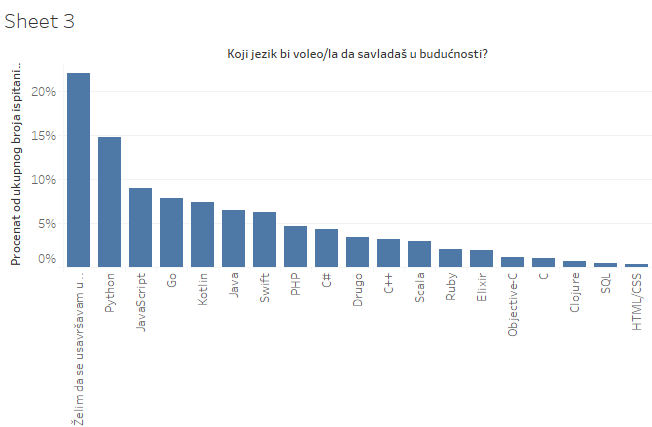 Sheet 3
Koji jezik bi voleo/la da savladaš u budućnosti?
Procenat od ukupnog broja ispitani..
20%
15%
10%
5%
0%
Želim da se usavršavam u ..
Python
JavaScript
Go
Kotlin
Java
Swift
PHP
C#
Drugo
C++
Scala
Ruby
Elixir
Objective-C
C
Clojure
SQL
HTML/CSS